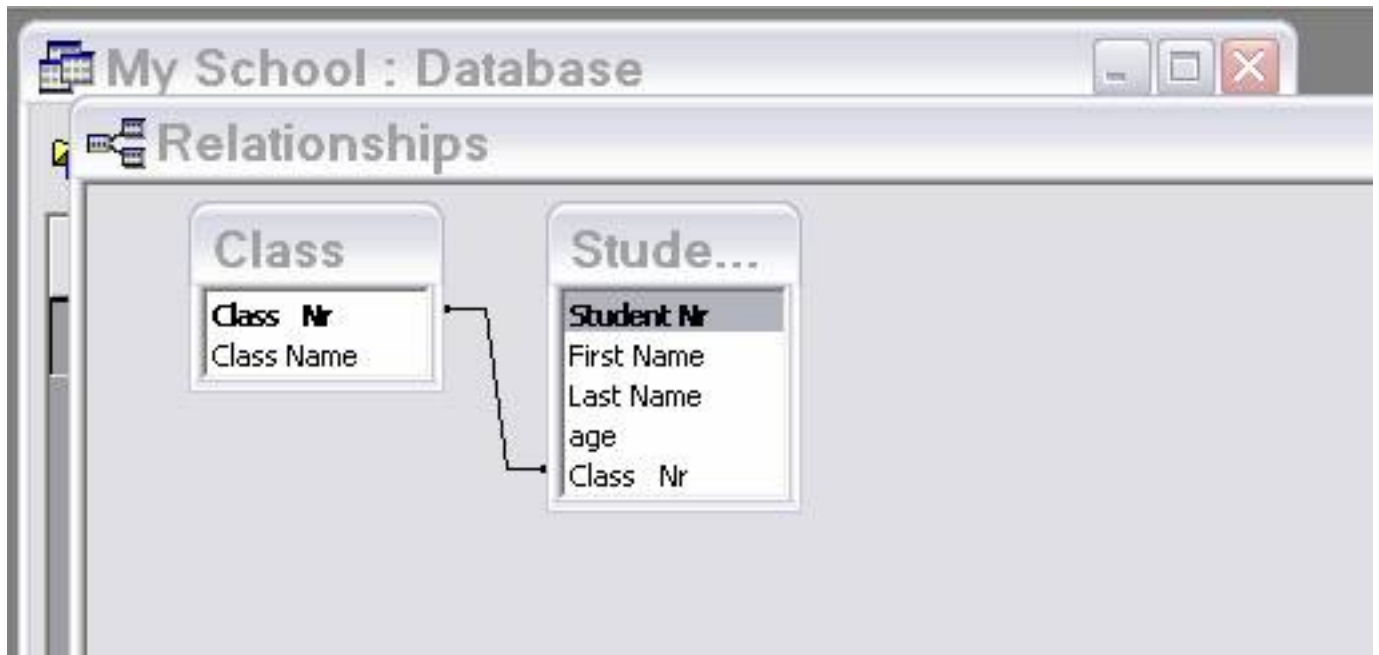 My School : Database
Relationships
Class
Class Nr
Class Name
Stude...
Student Nr
First Name
Last Name
age
Class Nr